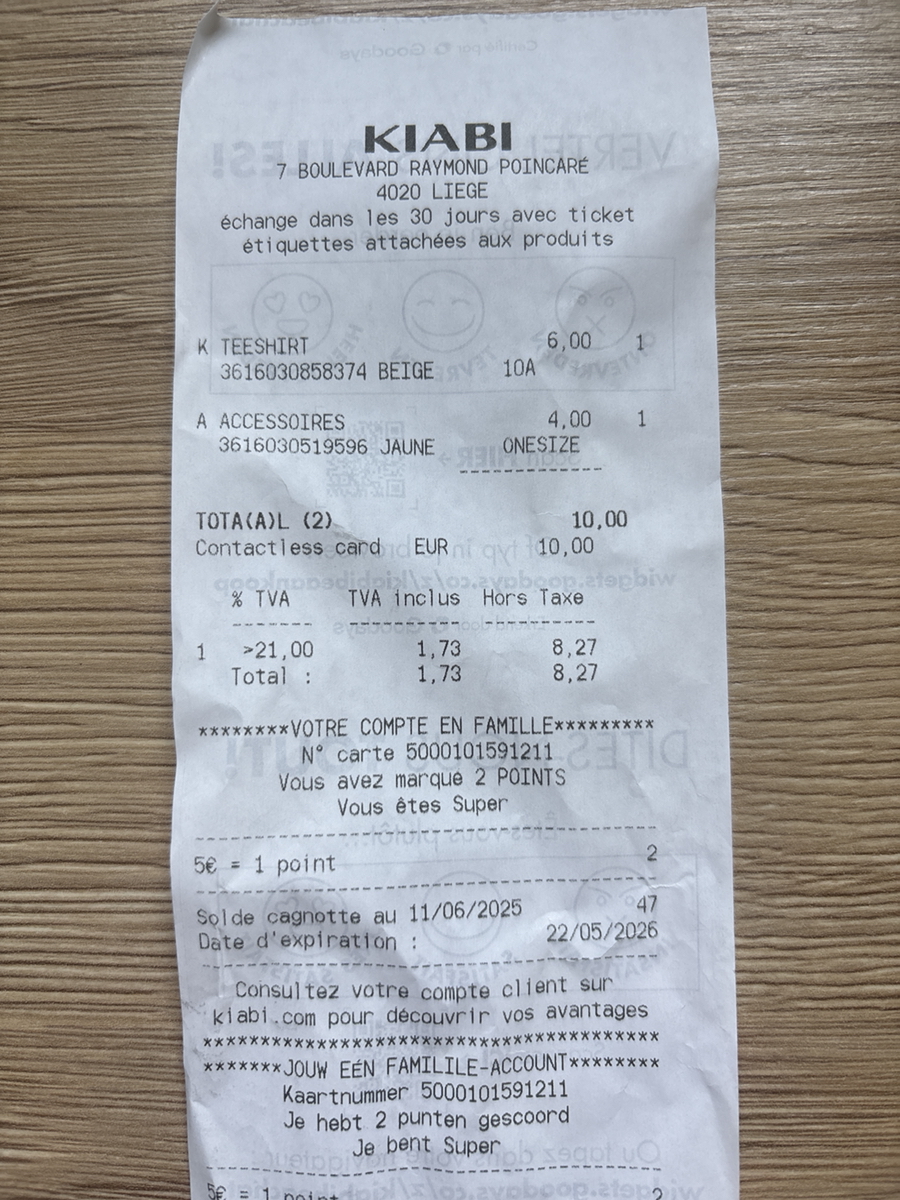 KIABI
7 BOULEVARD RAYMOND POINCARÉ
4020 LIEGE
échange dans les 30 jours avec ticket
étiquettes attachées aux produits
K TEESHIRT 6,00 1
3616030858374 BEIGE 10A
A ACCESSOIRES 4,00 1
3616030519596 JAUNE ONESIZE
--------------
TOTA(A)L (2) 10,00
Contactless card EUR 10,00
% TVA TVA inclus Hors Taxe
------- ---------- ----------
1 >21,00 1,73 8,27
Total : 1,73 8,27
********VOTRE COMPTE EN FAMILLE*********
N° carte 5000101591211
Vous avez marqué 2 POINTS
Vous êtes Super
----------------------------------------
5€ = 1 point 2
----------------------------------------
Solde cagnotte au 11/06/2025 47
Date d'expiration : 22/05/2026
----------------------------------------
Consultez votre compte client sur
kiabi.com pour découvrir vos avantages
****************************************
*******JOUW EÉN FAMILILE-ACCOUNT********
Kaartnummer 5000101591211
Je hebt 2 punten gescoord
Je bent Super
----------------------------------------
5€ = 1 point 2